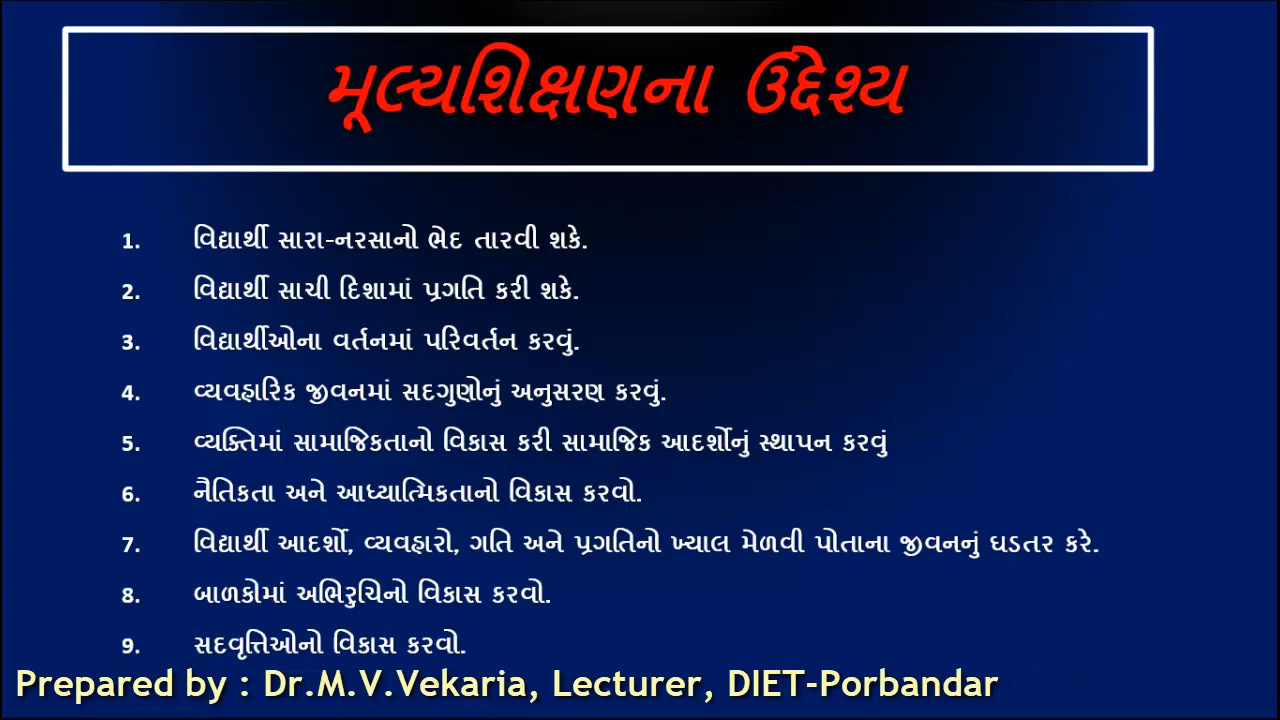 મૂલ્યશિક્ષણના ઉદ્દેશ્ય
1. વિદ્યાર્થી સારા-નરસાનો ભેદ તારવી શકે.
2. વિદ્યાર્થી સાચી દિશામાં પ્રગતિ કરી શકે.
3. વિદ્યાર્થીઓના વર્તનમાં પરિવર્તન કરવું.
4. વ્યવહારિક જીવનમાં સદગુણોનું અનુસરણ કરવું.
5. વ્યક્તિમાં સામાજિકતાનો વિકાસ કરી સામાજિક આદર્શોનું સ્થાપન કરવું
6. નૈતિકતા અને આધ્યાત્મિકતાનો વિકાસ કરવો.
7. વિદ્યાર્થી આદર્શો, વ્યવહારો, ગતિ અને પ્રગતિનો ખ્યાલ મેળવી પોતાના જીવનનું ઘડતર કરે.
8. બાળકોમાં અભિરુચિનો વિકાસ કરવો.
9. સદવૃત્તિઓનો વિકાસ કરવો.
Prepared by : Dr.M.V.Vekaria, Lecturer, DIET-Porbandar